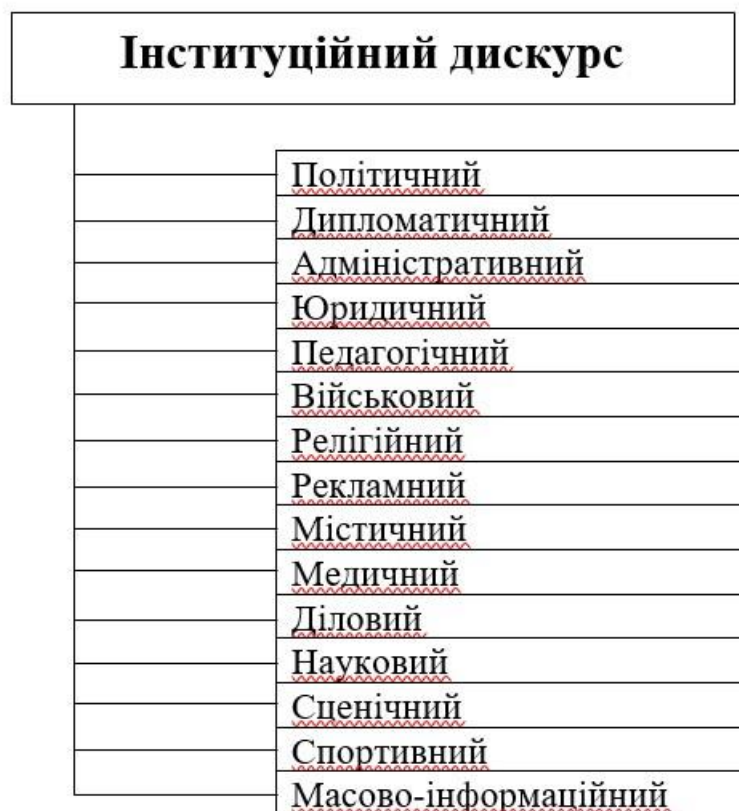 Інституційний дискурс
Політичний
Дипломатичний
Адміністративний
Юридичний
Педагогічний
Військовий
Релігійний
Рекламний
Містичний
Медичний
Діловий
Науковий
Сценічний
Спортивний
Масово-інформаційний